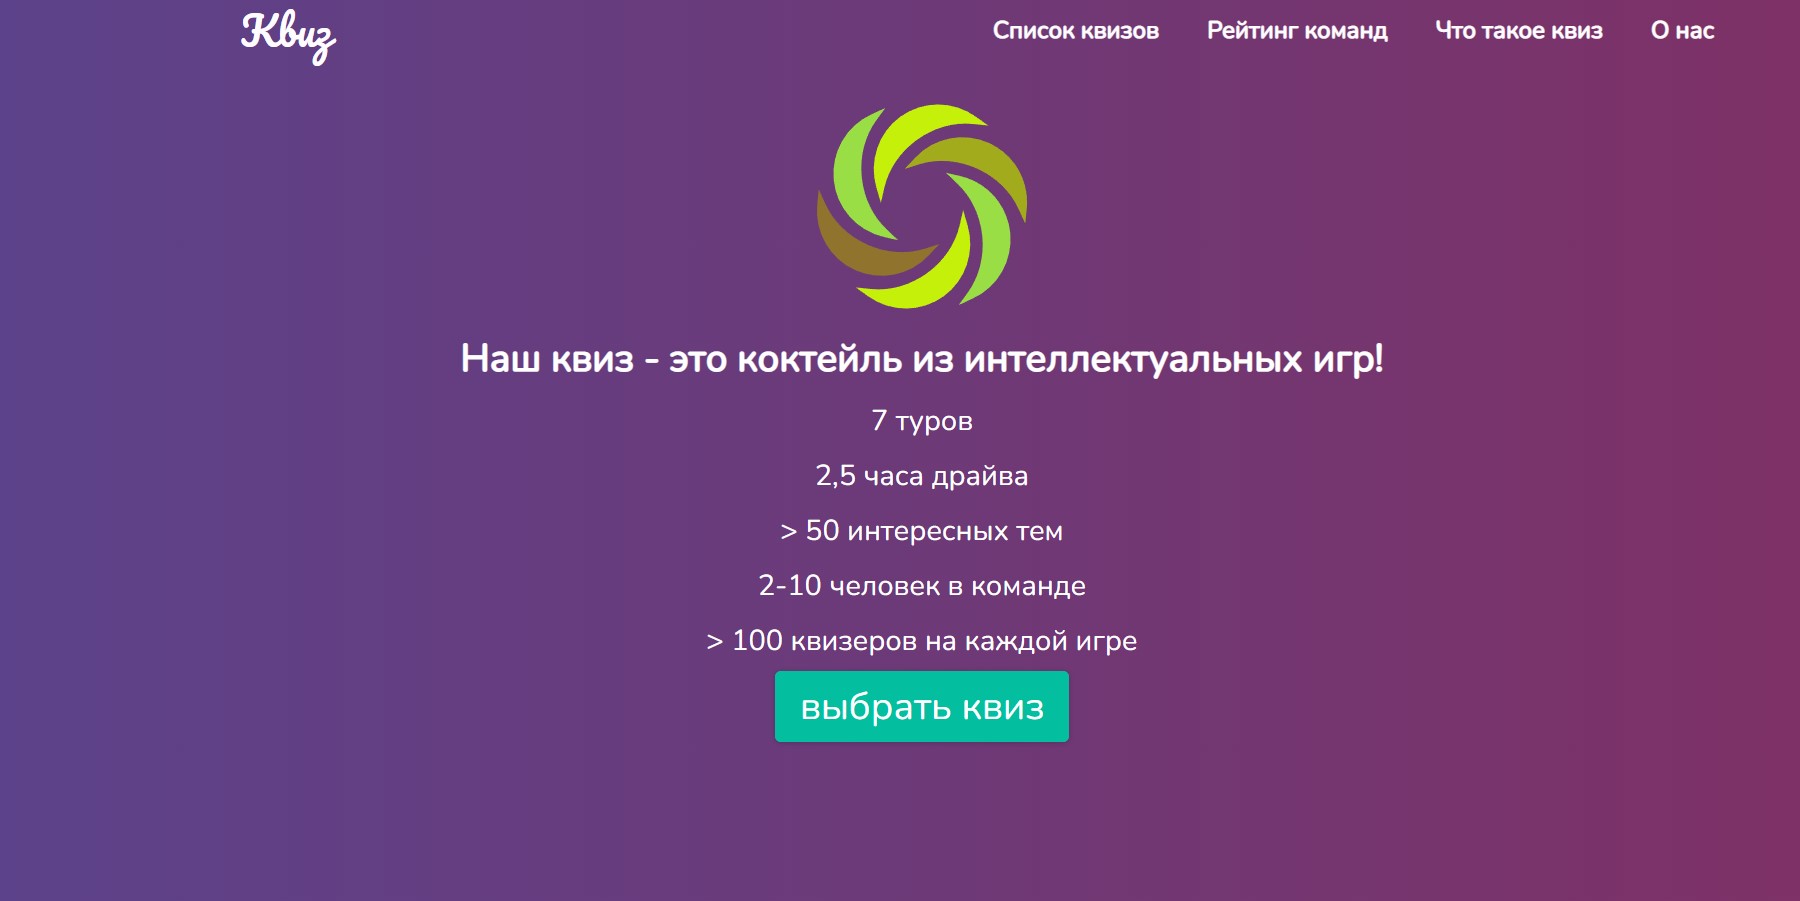 Квиз
Список квизов Рейтинг команд Что такое квиз О нас
Наш квиз - это коктейль из интеллектуальных игр!
7 туров
2,5 часа драйва
> 50 интересных тем
2-10 человек в команде
> 100 квизеров на каждой игре
выбрать квиз